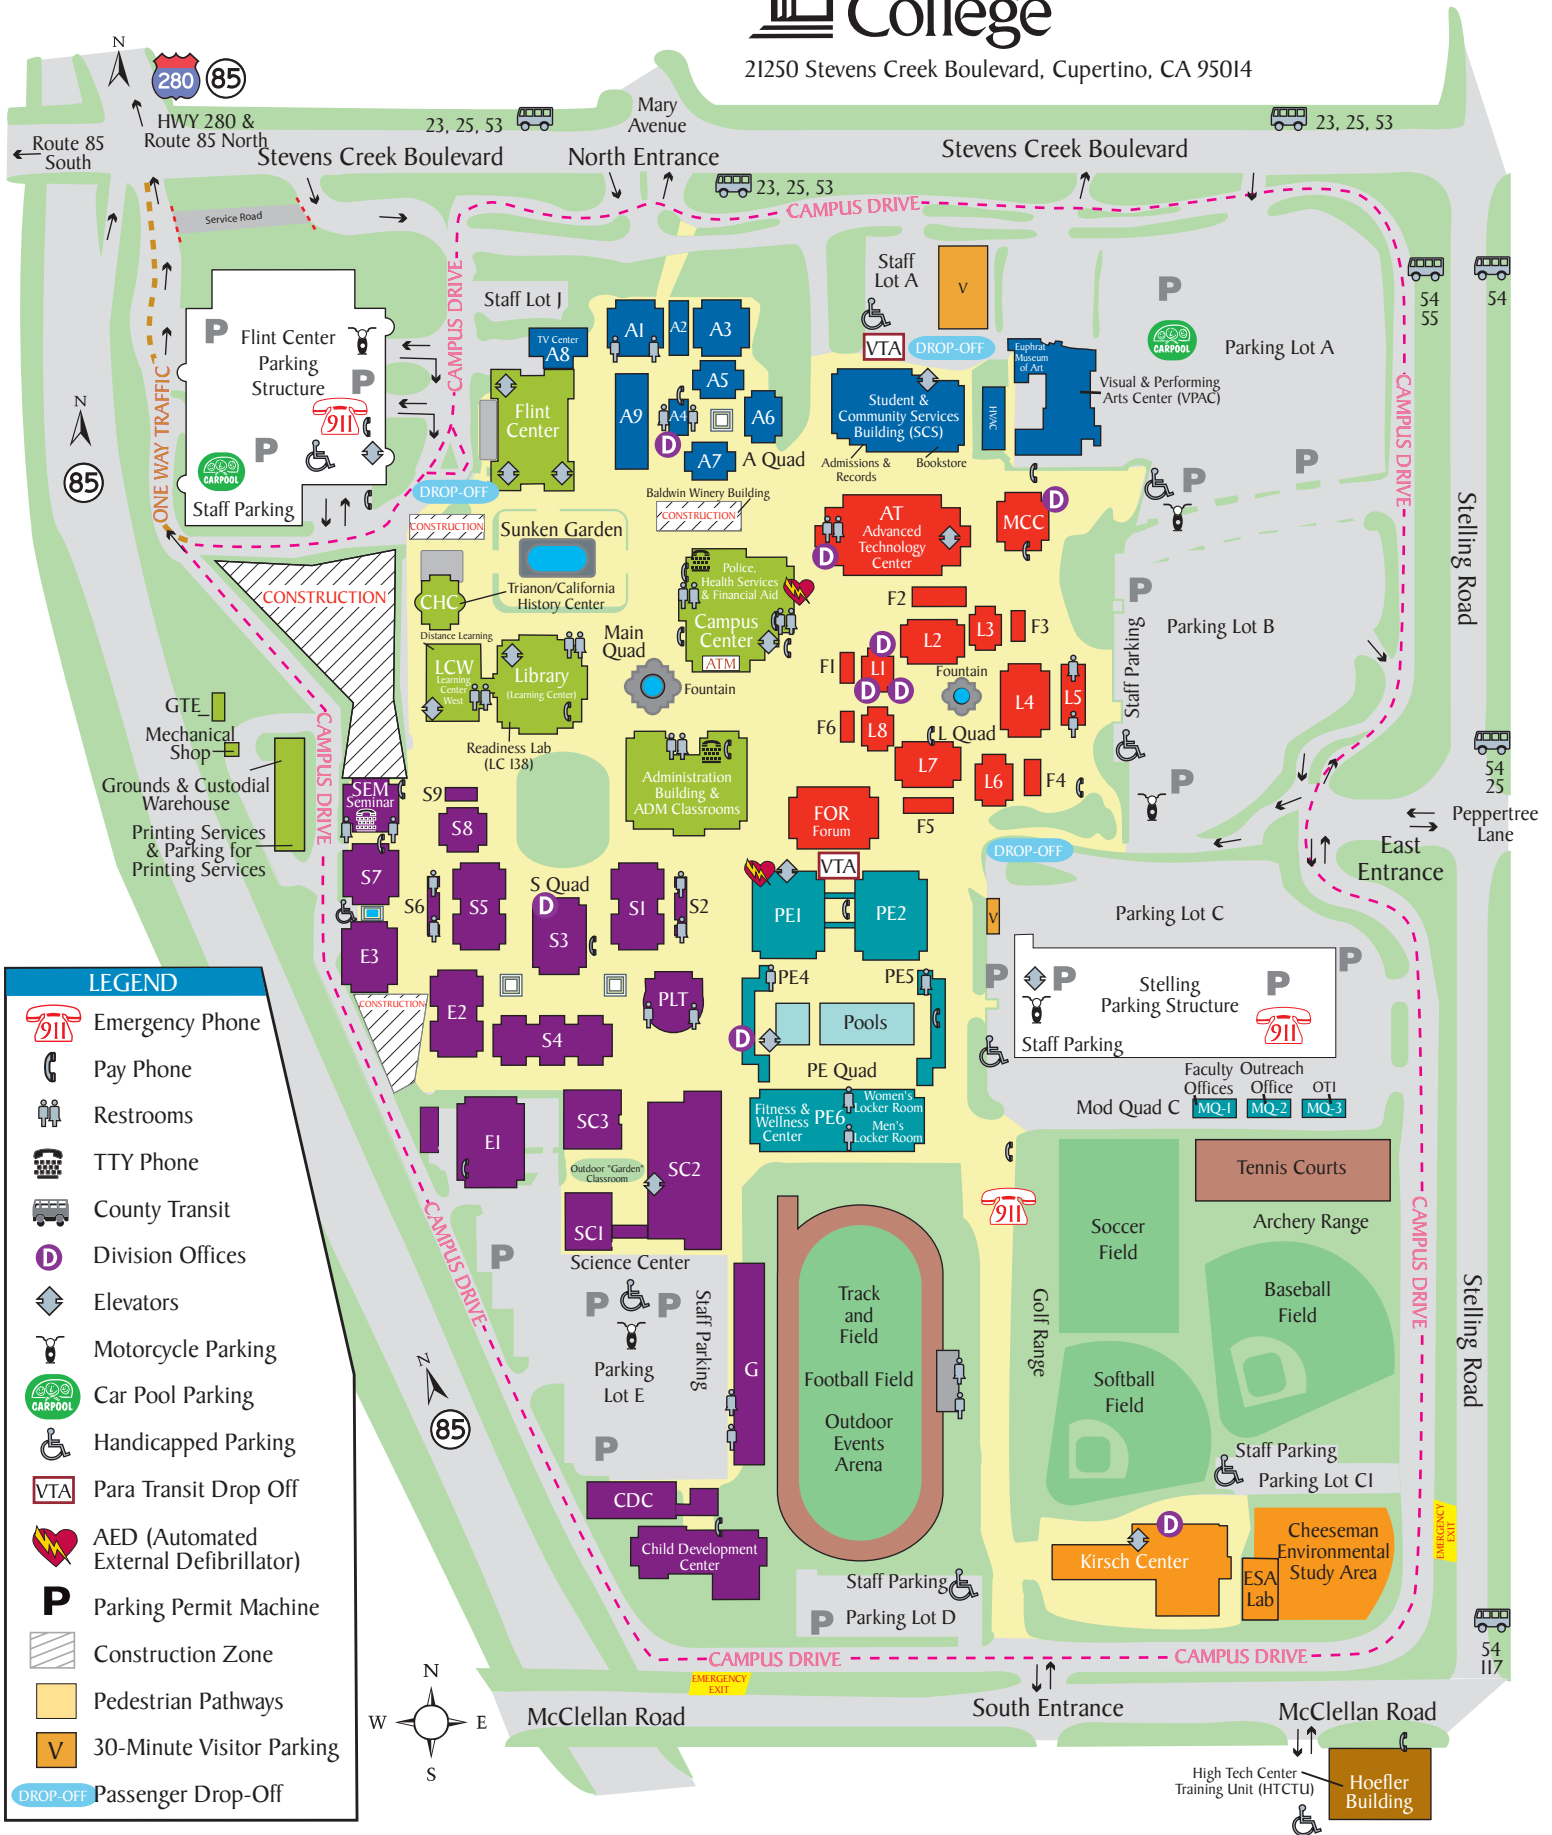 College
21250 Stevens Creek Boulevard, Cupertino, CA 95014
N
280
85
HWY 280 &
Route 85 North
Route 85
South
23, 25, 53
Mary
Avenue
23, 25, 53
Stevens Creek Boulevard
North Entrance
Stevens Creek Boulevard
23, 25, 53
Service Road
CAMPUS DRIVE
Staff
Lot A
V
P
54
55
54
Staff Lot J
CAMPUS DRIVE
P
Flint Center
Parking
Structure
P
911
P
CARPOOL
Staff Parking
ONE WAY TRAFFIC
N
85
TV Center
A8
A1
A2
A3
A5
A9
A4
A6
D
A7
A Quad
Flint
Center
DROP-OFF
VTA
DROP-OFF
Student &
Community Services
Building (SCS)
Admissions &
Records
Bookstore
HVAC
Euphrat
Museum
of Art
Visual & Performing
Arts Center (VPAC)
CARPOOL
Parking Lot A
CAMPUS DRIVE
Stelling Road
P
P
Baldwin Winery Building
CONSTRUCTION
CONSTRUCTION
Sunken Garden
CONSTRUCTION
CHC
Trianon/California
History Center
Police,
Health Services
& Financial Aid
Campus
Center
ATM
AT
Advanced
Technology
Center
D
MCC
D
P
Parking Lot B
Staff Parking
Distance Learning
LCW
Learning
Center
West
Library
(Learning Center)
Readiness Lab
(LC 138)
Main
Quad
Fountain
F2
F3
L3
L2
D
F1
L1
D
D
Fountain
L4
L5
F6
L8
L Quad
L7
L6
F4
F5
P
GTE
Mechanical
Shop
Grounds & Custodial
Warehouse
Printing Services
& Parking for
Printing Services
CAMPUS DRIVE
SEM
Seminar
S9
S8
S7
Administration
Building &
ADM Classrooms
FOR
Forum
VTA
DROP-OFF
54
25
Peppertree
Lane
East
Entrance
S6
S5
S Quad
D
S3
S1
S2
E3
PE1
PE2
V
Parking Lot C
P
CONSTRUCTION
E2
S4
PLT
PE4
PE5
D
Pools
PE Quad
P
P
Stelling
Parking Structure
P
911
Staff Parking
Faculty
Offices
Outreach
Office
OTI
Mod Quad C
MQ-1
MQ-2
MQ-3
E1
SC3
SC2
Outdoor "Garden"
Classroom
SC1
Science Center
Fitness &
Wellness
Center
PE6
Women's
Locker Room
Men's
Locker Room
911
Soccer
Field
Tennis Courts
Archery Range
Baseball
Field
CAMPUS DRIVE
Stelling Road
CAMPUS DRIVE
P
P
P
Staff Parking
Parking
Lot E
P
G
Track
and
Field
Football Field
Outdoor
Events
Arena
Golf Range
Softball
Field
Staff Parking
Parking Lot C1
N
85
CDC
Child Development
Center
Staff Parking
P
Parking Lot D
D
Kirsch Center
ESA
Lab
Cheeseman
Environmental
Study Area
EMERGENCY
EXIT
54
117
CAMPUS DRIVE
CAMPUS DRIVE
EMERGENCY
EXIT
McClellan Road
South Entrance
McClellan Road
High Tech Center
Training Unit (HTCTU)
Hoefler
Building
N
W
E
S
LEGEND
911
Emergency Phone
Pay Phone
Restrooms
TTY Phone
County Transit
D
Division Offices
Elevators
Motorcycle Parking
CARPOOL
Car Pool Parking
Handicapped Parking
VTA
Para Transit Drop Off
AED (Automated
External Defibrillator)
P
Parking Permit Machine
Construction Zone
Pedestrian Pathways
V
30-Minute Visitor Parking
DROP-OFF
Passenger Drop-Off